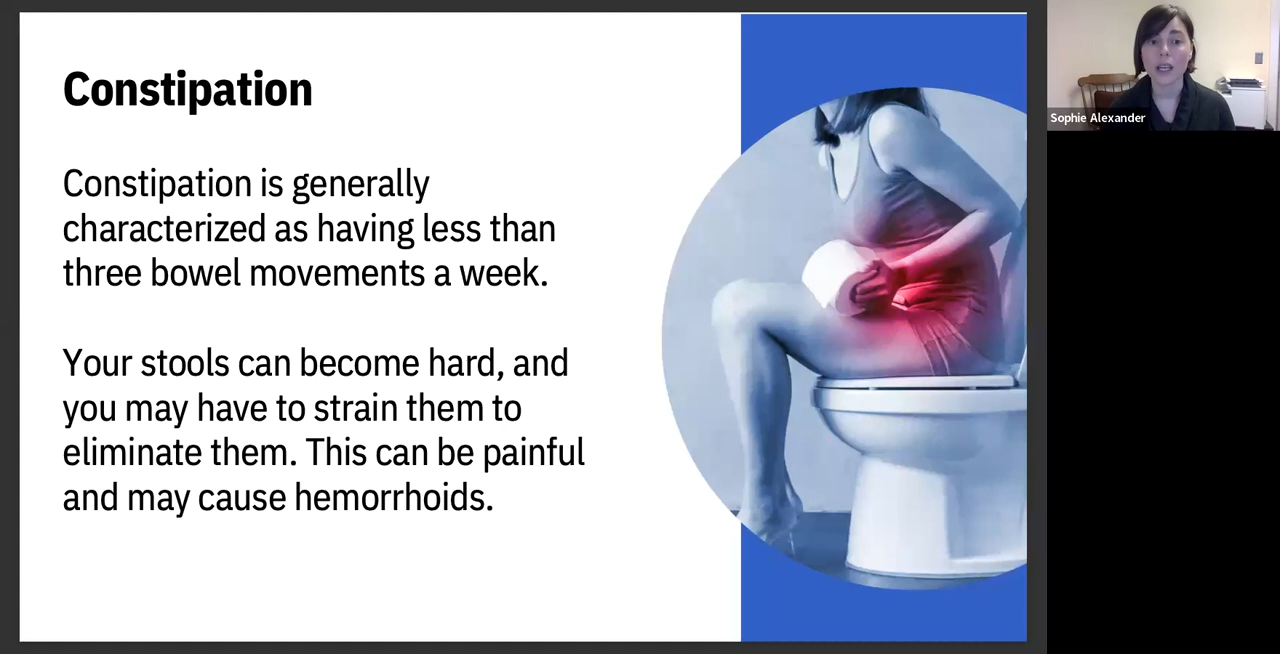 Constipation
Constipation is generally
characterized as having less than
three bowel movements a week.
Your stools can become hard, and
you may have to strain them to
eliminate them. This can be painful
and may cause hemorrhoids.
Sophie Alexander